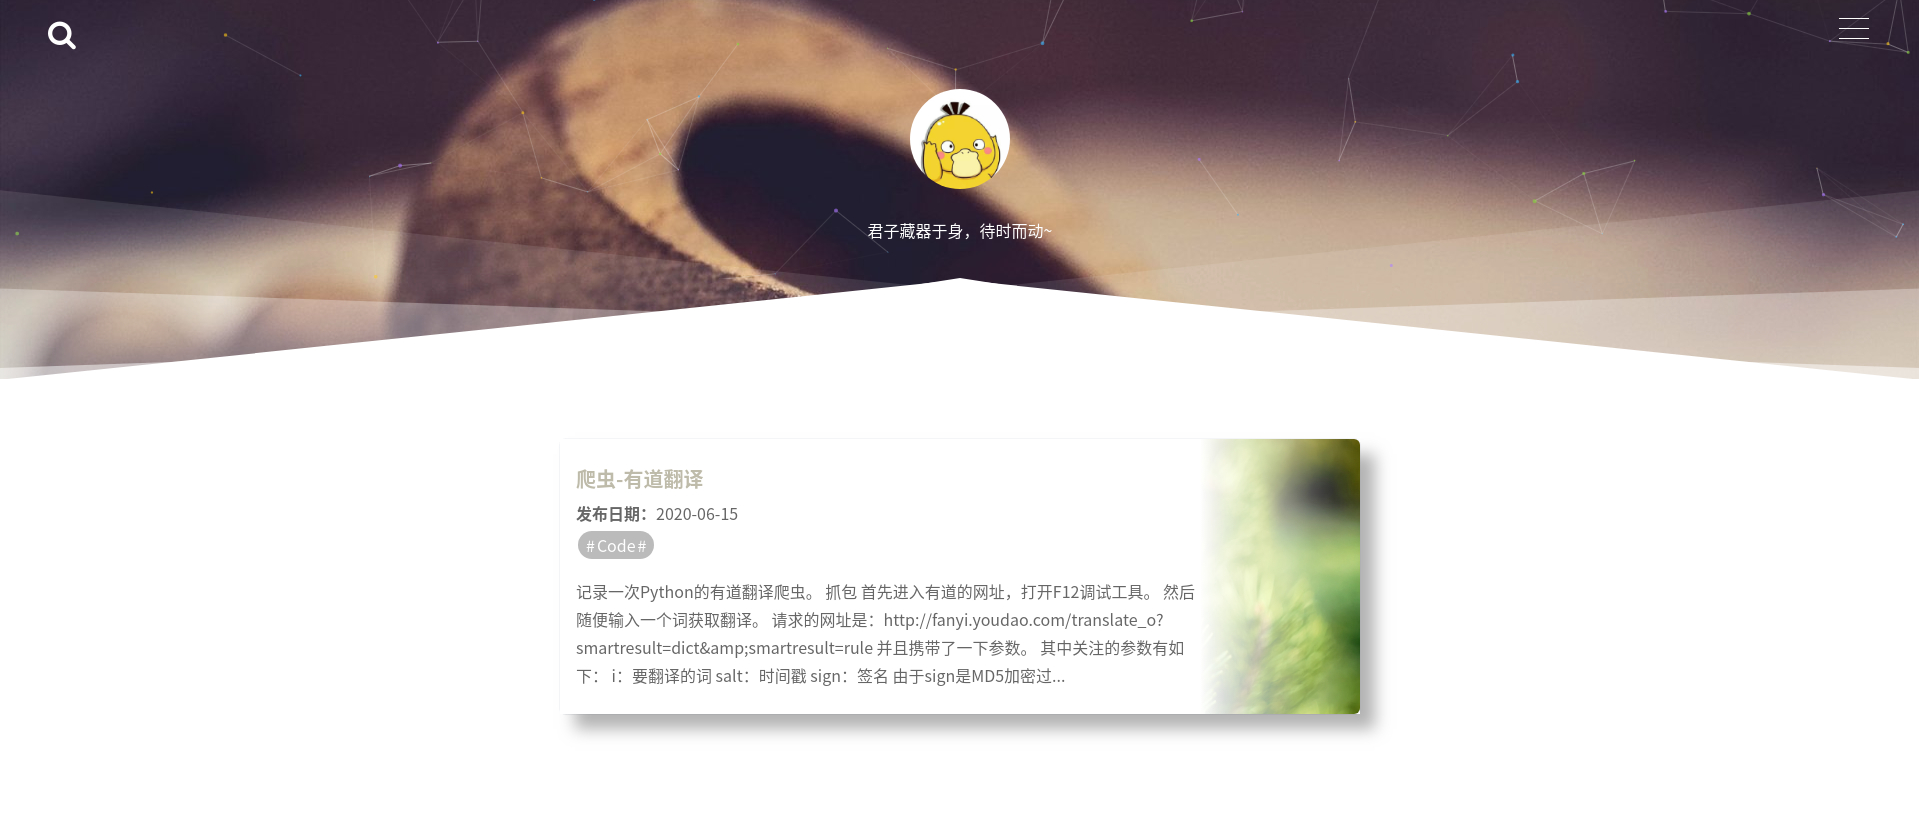 君子藏器于身，待时而动~
爬虫-有道翻译
发布日期：2020-06-15
#Code#
记录一次Python的有道翻译爬虫。 抓包 首先进入有道的网址，打开F12调试工具。 然后
随便输入一个词获取翻译。 请求的网址是：http://fanyi.youdao.com/translate_o?
smartresult=dict&amp;smartresult=rule 并且携带了一下参数。 其中关注的参数有如
下： i：要翻译的词 salt：时间戳 sign：签名 由于sign是MD5加密过...